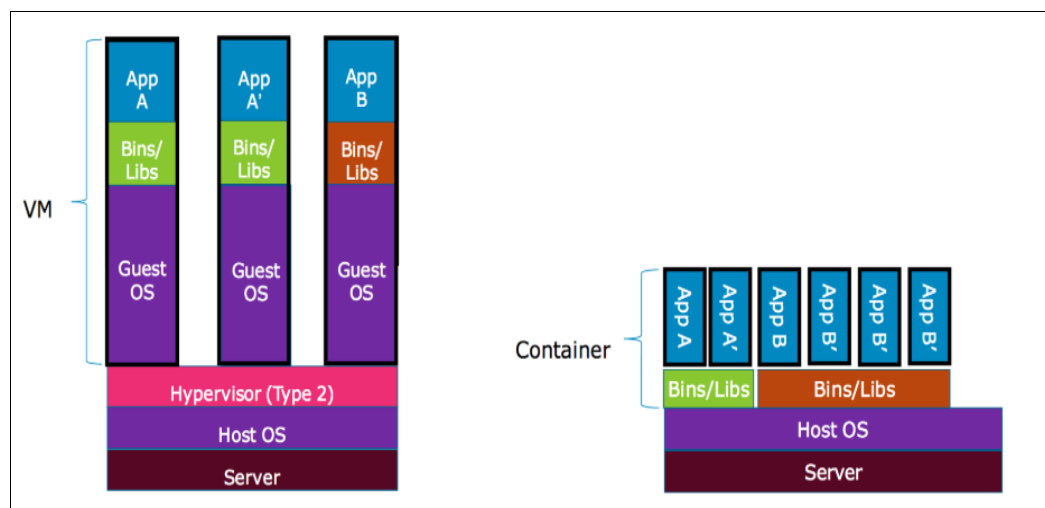 App
A
App
A'
App
B
Bins/
Libs
Bins/
Libs
Bins/
Libs
VM
Guest
OS
Guest
OS
Guest
OS
Hypervisor (Type 2)
Host OS
Server
Container
App A
App A’
App B
App B’
App B’
App B’
Bins/Libs
Bins/Libs
Host OS
Server